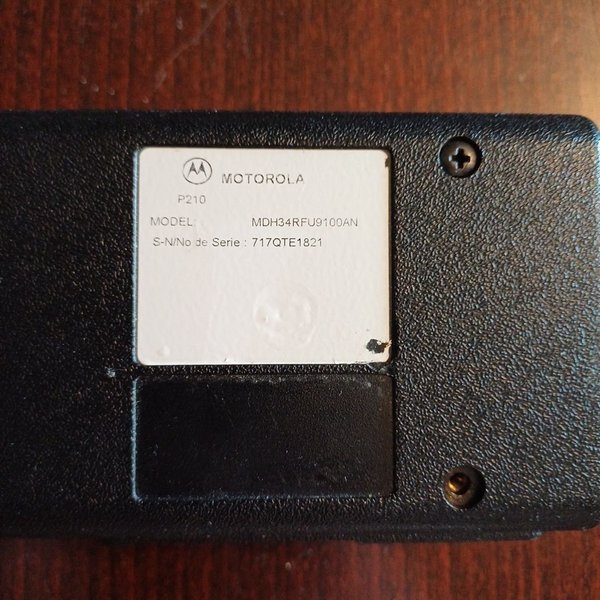 MOTOROLA
P210
MODEL: MDH34RFU9100AN
S-N/No de Serie : 717QTE1821